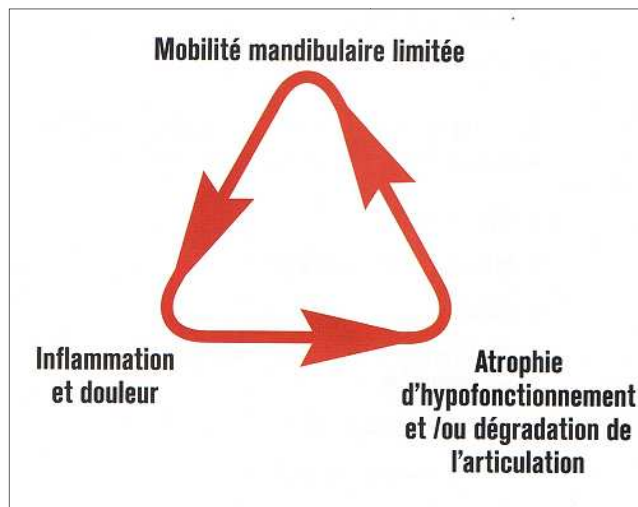 Mobilité mandibulaire limitée
Inflammation
et douleur
Atrophie
d'hypofonctionnement
et /ou dégradation de
l'articulation